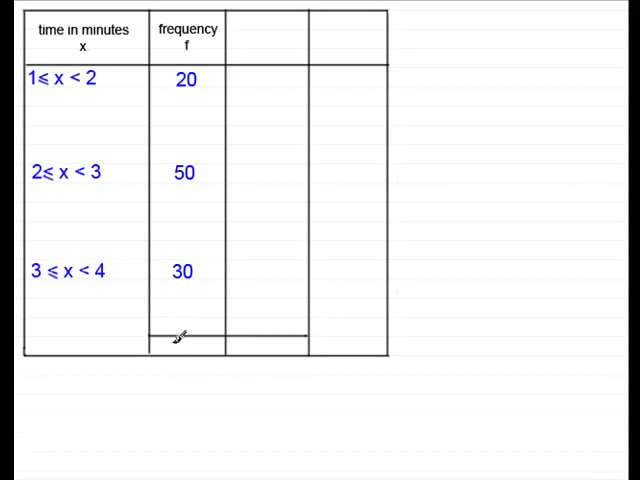 time in minutes
x
frequency
f
1⩽ x < 2
20
2⩽ x < 3
50
3 ⩽ x < 4
30